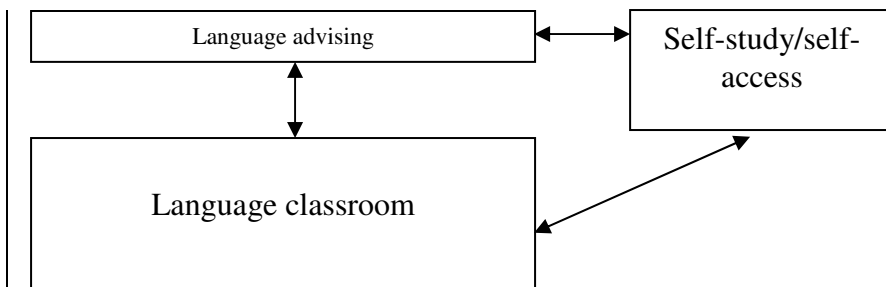 Language advising
Self-study/self-
access
Language classroom